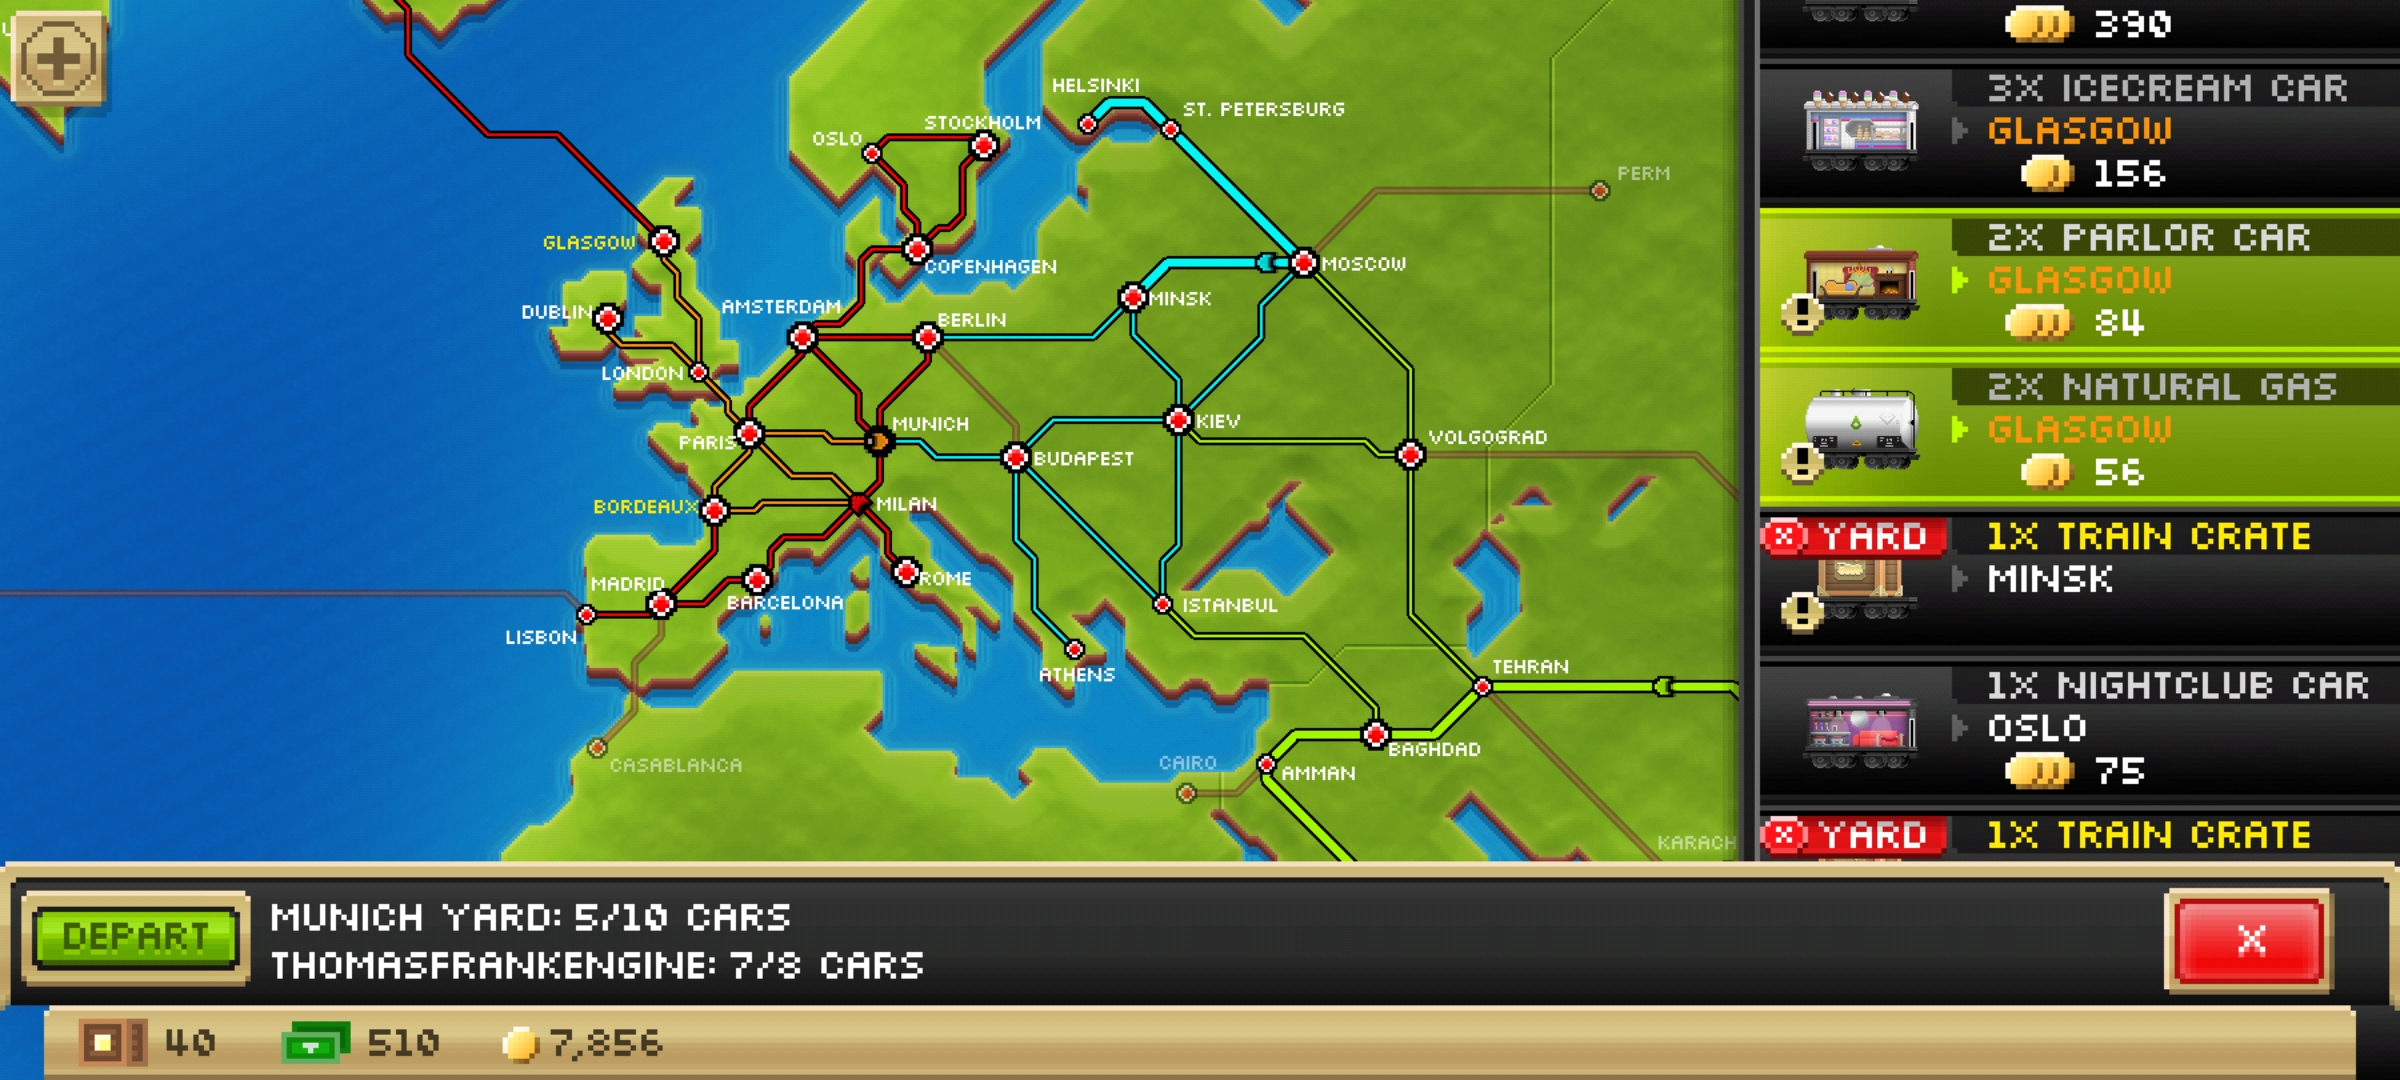 HELSINKI
ST. PETERSBURG
STOCKHOLM
OSLO
PERM
GLASGOW
COPENHAGEN
MOSCOW
MINSK
DUBLIN
AMSTERDAM
BERLIN
LONDON
PARIS
MUNICH
KIEV
BUDAPEST
VOLGOGRAD
BORDEAUX
MILAN
MADRID
ROME
BARCELONA
ISTANBUL
LISBON
ATHENS
TEHRAN
CASABLANCA
CAIRO
BAGHDAD
AMMAN
KARACH
390
3X ICECREAM CAR
GLASGOW
156
2X PARLOR CAR
GLASGOW
84
2X NATURAL GAS
GLASGOW
56
YARD 1X TRAIN CRATE
MINSK
1X NIGHTCLUB CAR
OSLO
75
YARD 1X TRAIN CRATE
DEPART
MUNICH YARD: 5/10 CARS
THOMASFRANKENGINE: 7/8 CARS
X
40 510 7,856